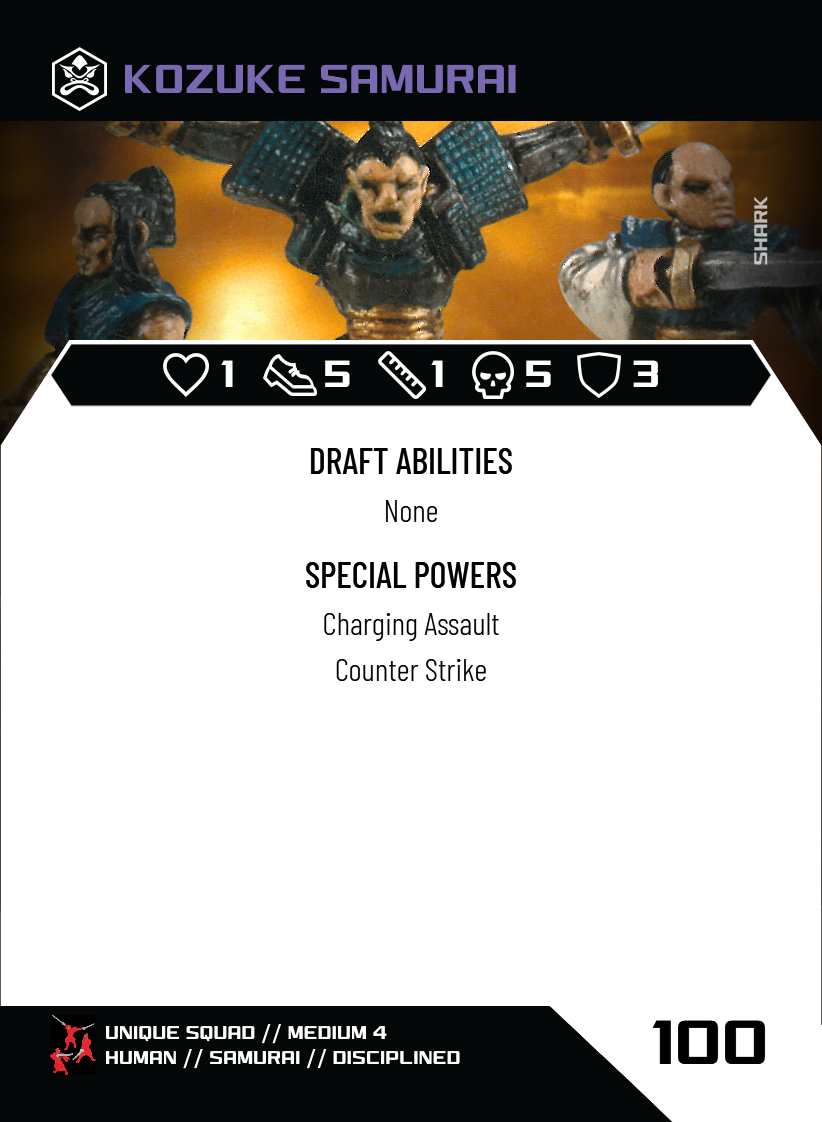 KOZUKE SAMURAI
SHARK
1 5 1 5 3
DRAFT ABILITIES
None
SPECIAL POWERS
Charging Assault
Counter Strike
UNIQUE SQUAD // MEDIUM 4
HUMAN // SAMURAI // DISCIPLINED
100